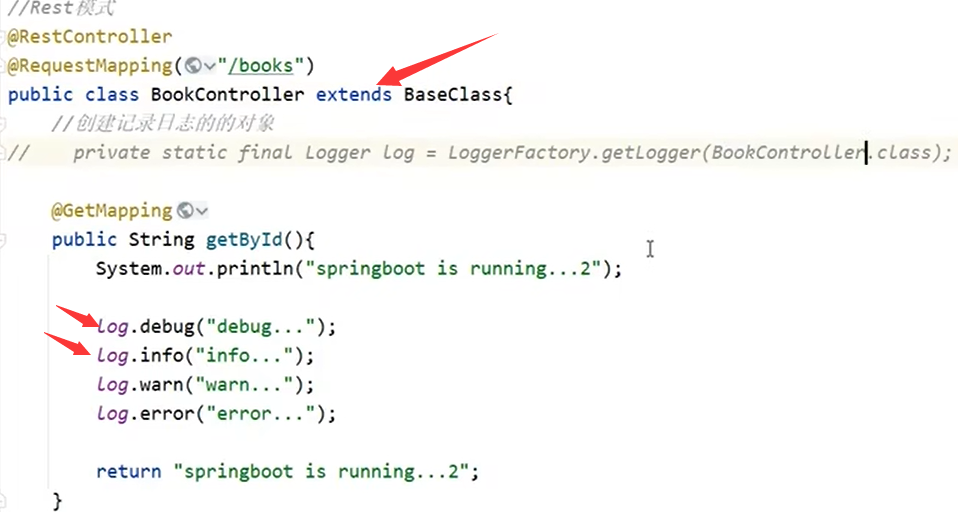 //Rest模式
@RestController
@RequestMapping("/books")
public class BookController extends BaseClass{
//创建记录日志的的对象
//    private static final Logger log = LoggerFactory.getLogger(BookController.class);
@GetMapping
public String getById(){
System.out.println("springboot is running...2");
log.debug("debug...");
log.info("info...");
log.warn("warn...");
log.error("error...");
return "springboot is running...2";
}